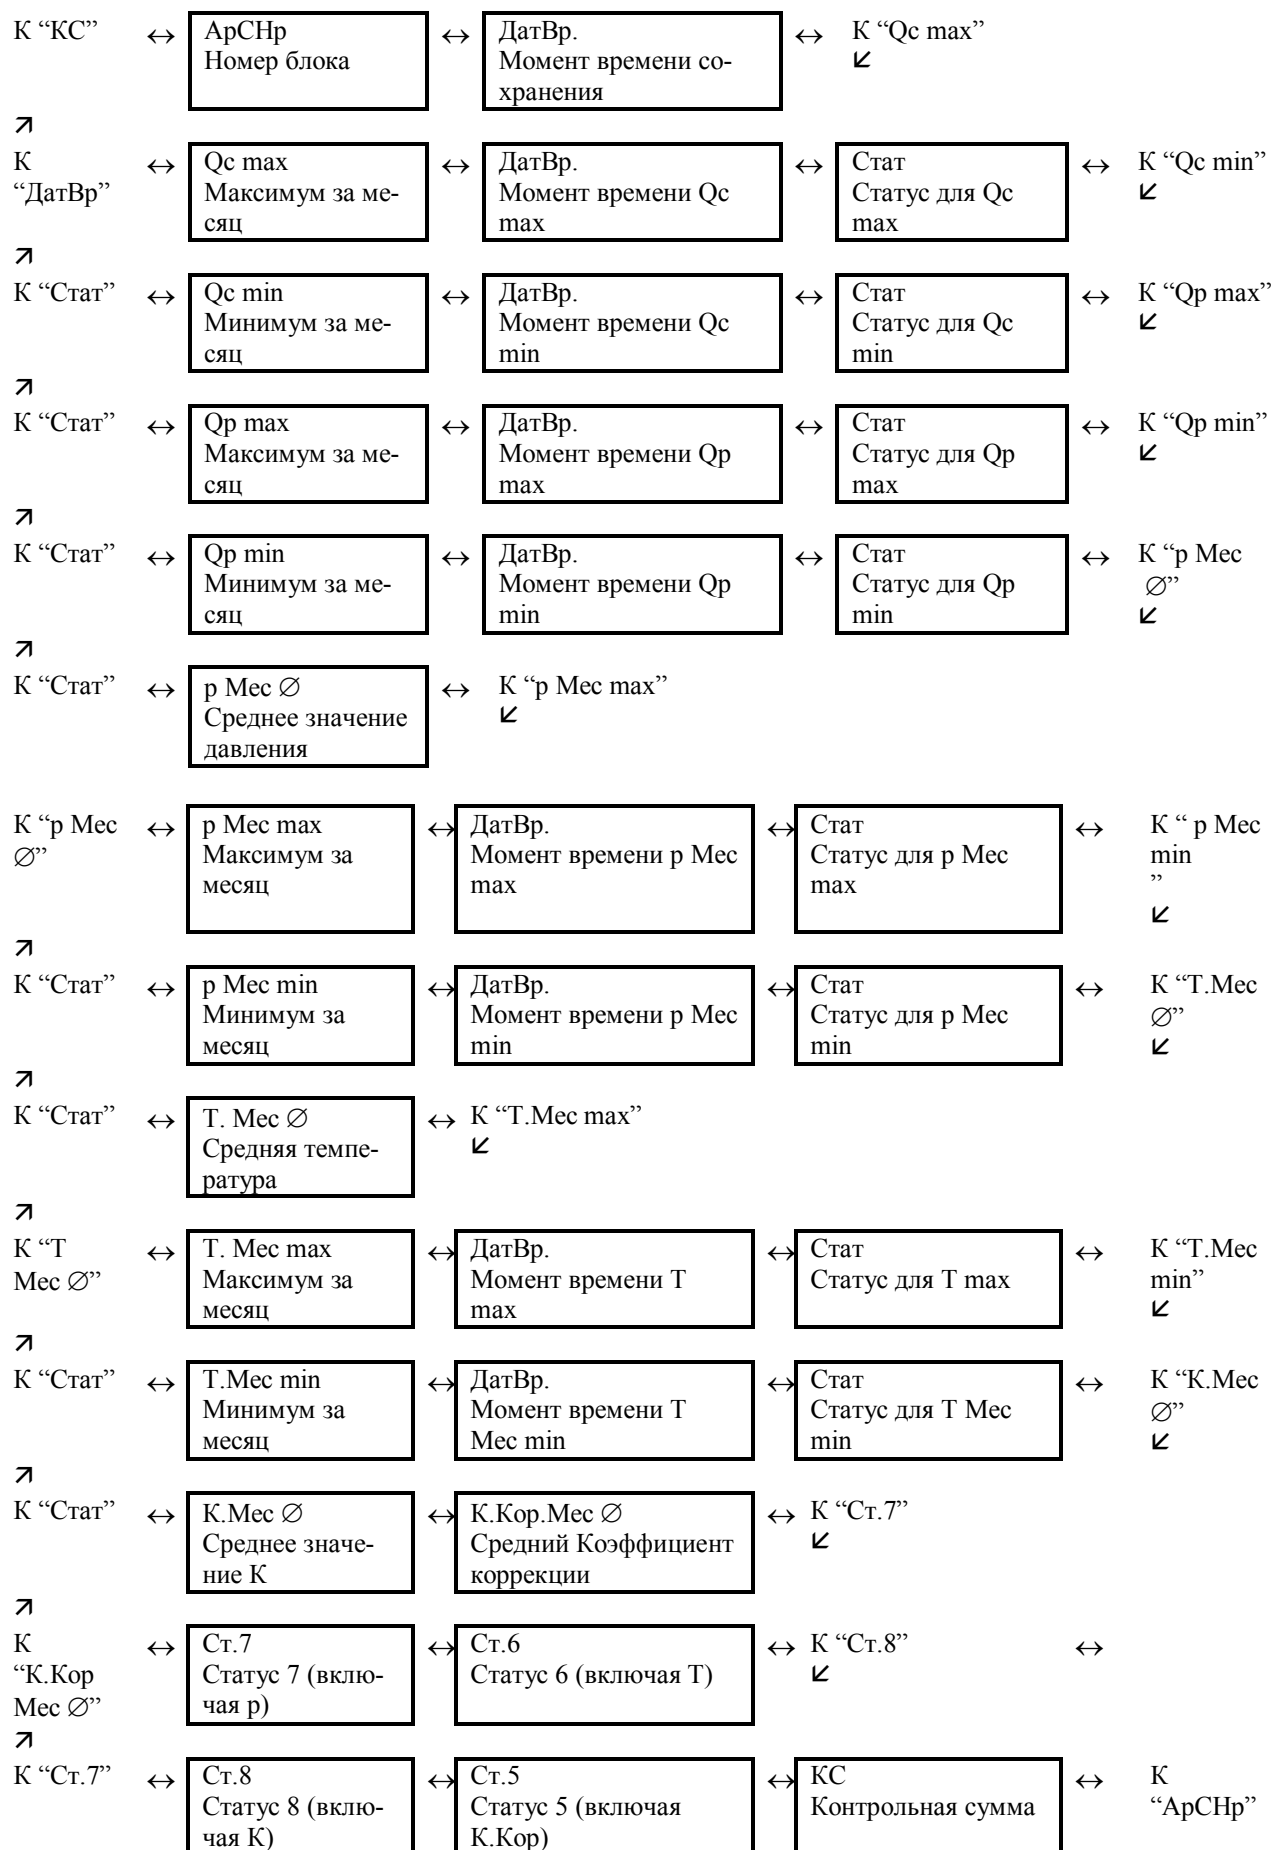 К “КС” ↔ АрСНр ↔ ДатВр. ↔ К “Qc max”
Номер блока Момент времени со- ↙
хранения
↗
К ↔ Qc max ↔ ДатВр. ↔ Стат ↔ К “Qc min”
“ДатВр” Максимум за ме- Момент времени Qc Статус для Qc ↙
сяц max max
↗
К “Стат” ↔ Qc min ↔ ДатВр. ↔ Стат ↔ К “Qp max”
Минимум за ме- Момент времени Qc Статус для Qc ↙
сяц min min
↗
К “Стат” ↔ Qp max ↔ ДатВр. ↔ Стат ↔ К “Qp min”
Максимум за ме- Момент времени Qp Статус для Qp ↙
сяц max max
↗
К “Стат” ↔ Qp min ↔ ДатВр. ↔ Стат ↔ К “р Мес
Минимум за ме- Момент времени Qp Статус для Qp ∅”
сяц min min ↙
↗
К “Стат” ↔ р Мес ∅ ↔ К “р Мес max”
Среднее значение ↙
давления
К “р Мес ↔ р Мес max ↔ ДатВр. ↔ Стат ↔ К “ р Мес
∅” Максимум за Момент времени р Мес Статус для р Мес min
месяц max max ”
↙
↗
К “Стат” ↔ р Мес min ↔ ДатВр. ↔ Стат ↔ К “Т.Мес
Минимум за Момент времени р Мес Статус для р Мес ∅”
месяц min min ↙
↗
К “Стат” ↔ Т. Мес ∅ ↔ К “Т.Мес max”
Средняя темпе- ↙
ратура
↗
К “Т ↔ Т. Мес max ↔ ДатВр. ↔ Стат ↔ К “Т.Мес
Мес ∅” Максимум за Момент времени Т Статус для Т max min”
месяц max ↙
↗
К “Стат” ↔ Т.Мес min ↔ ДатВр. ↔ Стат ↔ К “К.Мес
Минимум за Момент времени Т Статус для Т Мес ∅”
месяц Мес min min ↙
↗
К “Стат” ↔ К.Мес ∅ ↔ К.Кор.Мес ∅ ↔ К “Ст.7”
Среднее значе- Средний Коэффициент ↙
ние К коррекции
↗
К ↔ Ст.7 ↔ Ст.6 ↔ К “Ст.8” ↔
“К.Кор Статус 7 (вклю- Статус 6 (включая Т) ↙
Мес ∅” чая р)
↗
К “Ст.7” ↔ Ст.8 ↔ Ст.5 ↔ КС ↔ К
Статус 8 (вклю- Статус 5 (включая Контрольная сумма “АрСНр”
чая К) К.Кор)